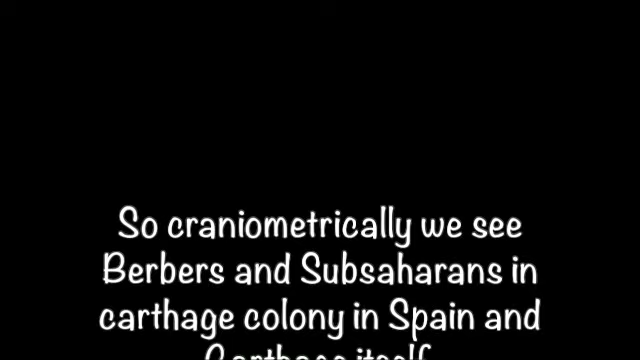 So craniometrically we see
Berbers and Subsaharans in
carthage colony in Spain and
Carthage itself